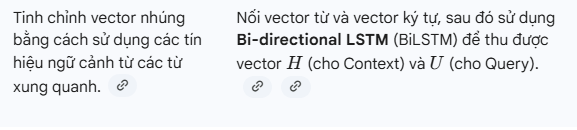 Tinh chỉnh vector nhúng
bằng cách sử dụng các tín
hiệu ngữ cảnh từ các từ
xung quanh.
Nối vector từ và vector ký tự, sau đó sử dụng
Bi-directional LSTM (BiLSTM) để thu được
vector H (cho Context) và U (cho Query).